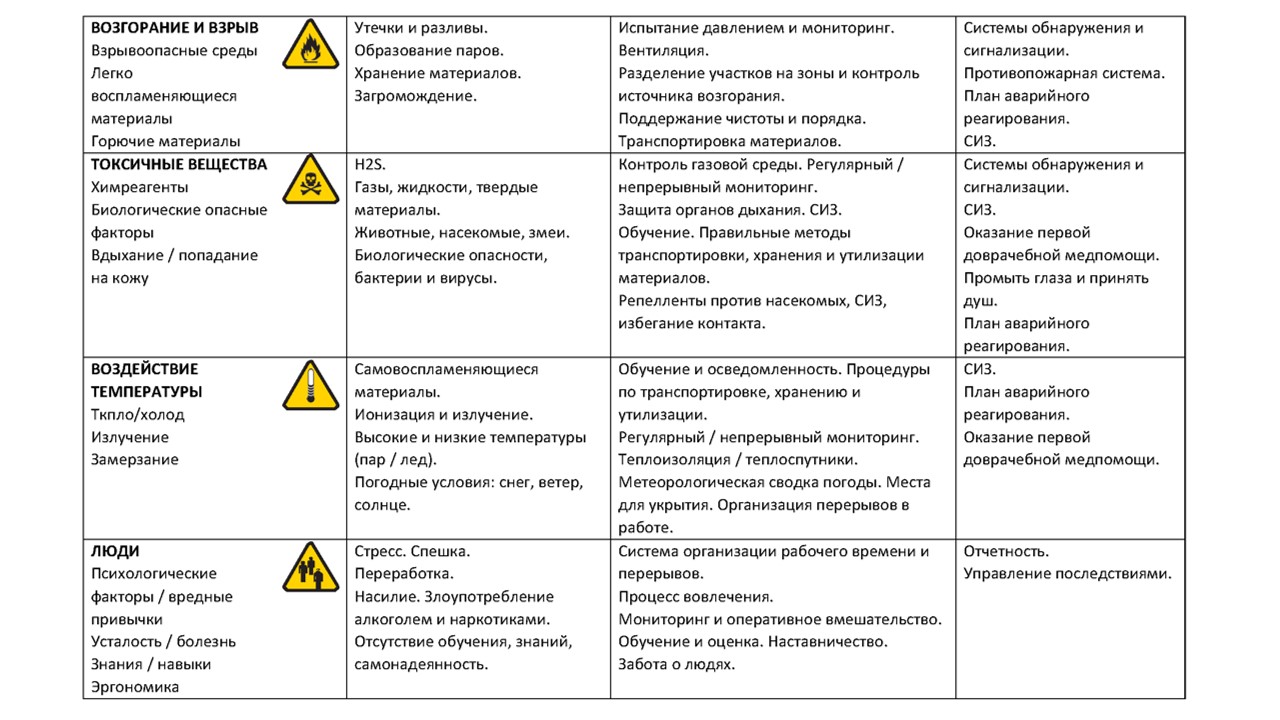 ВОЗГОРАНИЕ И ВЗРЫВ
Взрывоопасные среды
Легко
воспламеняющиеся
материалы
Горючие материалы
Утечки и разливы.
Образование паров.
Хранение материалов.
Загромождение.
Испытание давлением и мониторинг.
Вентиляция.
Разделение участков на зоны и контроль
источника возгорания.
Поддержание чистоты и порядка.
Транспортировка материалов.
Системы обнаружения и
сигнализации.
Противопожарная система.
План аварийного
реагирования.
СИЗ.
ТОКСИЧНЫЕ ВЕЩЕСТВА
Химреагенты
Биологические опасные
факторы
Вдыхание / попадание
на кожу
H2S.
Газы, жидкости, твердые
материалы.
Животные, насекомые, змеи.
Биологические опасности,
бактерии и вирусы.
Контроль газовой среды. Регулярный /
непрерывный мониторинг.
Защита органов дыхания. СИЗ.
Обучение. Правильные методы
транспортировки, хранения и утилизации
материалов.
Репелленты против насекомых, СИЗ,
избегание контакта.
Системы обнаружения и
сигнализации.
СИЗ.
Оказание первой
доврачебной медпомощи.
Промыть глаза и принять
душ.
План аварийного
реагирования.
ВОЗДЕЙСТВИЕ
ТЕМПЕРАТУРЫ
Ткпло/холод
Излучение
Замерзание
Самовоспламеняющиеся
материалы.
Ионизация и излучение.
Высокие и низкие температуры
(пар / лед).
Погодные условия: снег, ветер,
солнце.
Обучение и осведомленность. Процедуры
по транспортировке, хранению и
утилизации.
Регулярный / непрерывный мониторинг.
Теплоизоляция / теплоспутники.
Метеорологическая сводка погоды. Места
для укрытия. Организация перерывов в
работе.
СИЗ.
План аварийного
реагирования.
Оказание первой
доврачебной медпомощи.
ЛЮДИ
Психологические
факторы / вредные
привычки
Усталость / болезнь
Знания / навыки
Эргономика
Стресс. Спешка.
Переработка.
Насилие. Злоупотребление
алкоголем и наркотиками.
Отсутствие обучения, знаний,
самонадеянность.
Система организации рабочего времени и
перерывов.
Процесс вовлечения.
Мониторинг и оперативное вмешательство.
Обучение и оценка. Наставничество.
Забота о людях.
Отчетность.
Управление последствиями.